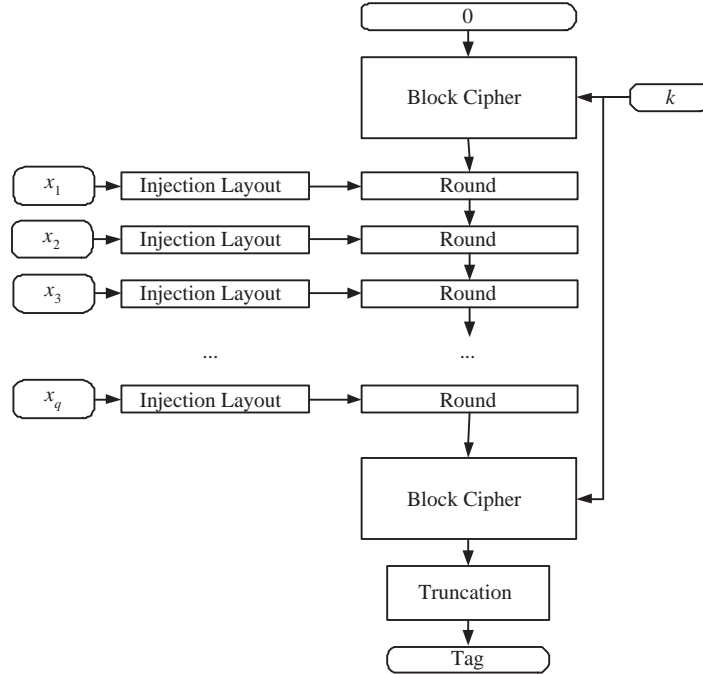 0
Block Cipher
k
x₁ Injection Layout Round
x₂ Injection Layout Round
x₃ Injection Layout Round
... ...
x_q Injection Layout Round
Block Cipher
Truncation
Tag